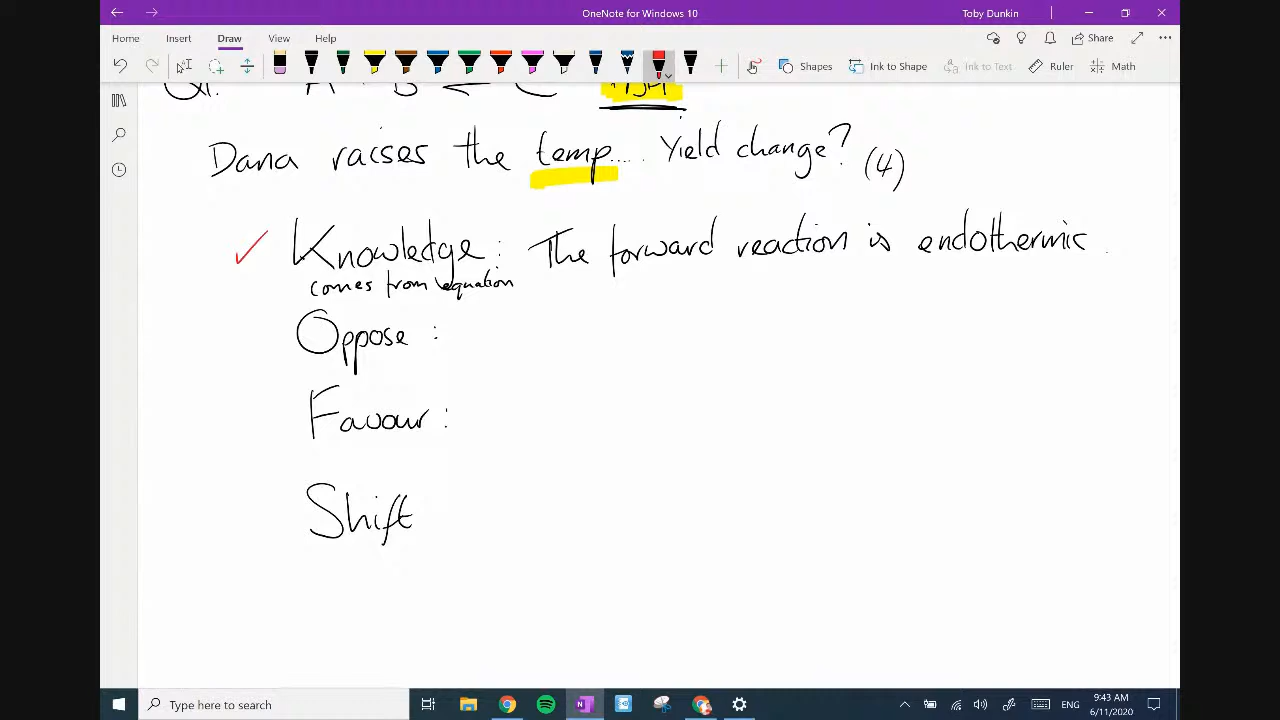 OneNote for Windows 10
Toby Dunkin
Home Insert Draw View Help
Share
Shapes Ink to Shape Ink to Text Ruler Math
Dana raises the temp..... Yield change? (4)
Knowledge: The forward reaction is endothermic.
comes from equation
Oppose :
Favour :
Shift
Type here to search
ENG
9:43 AM
6/11/2020